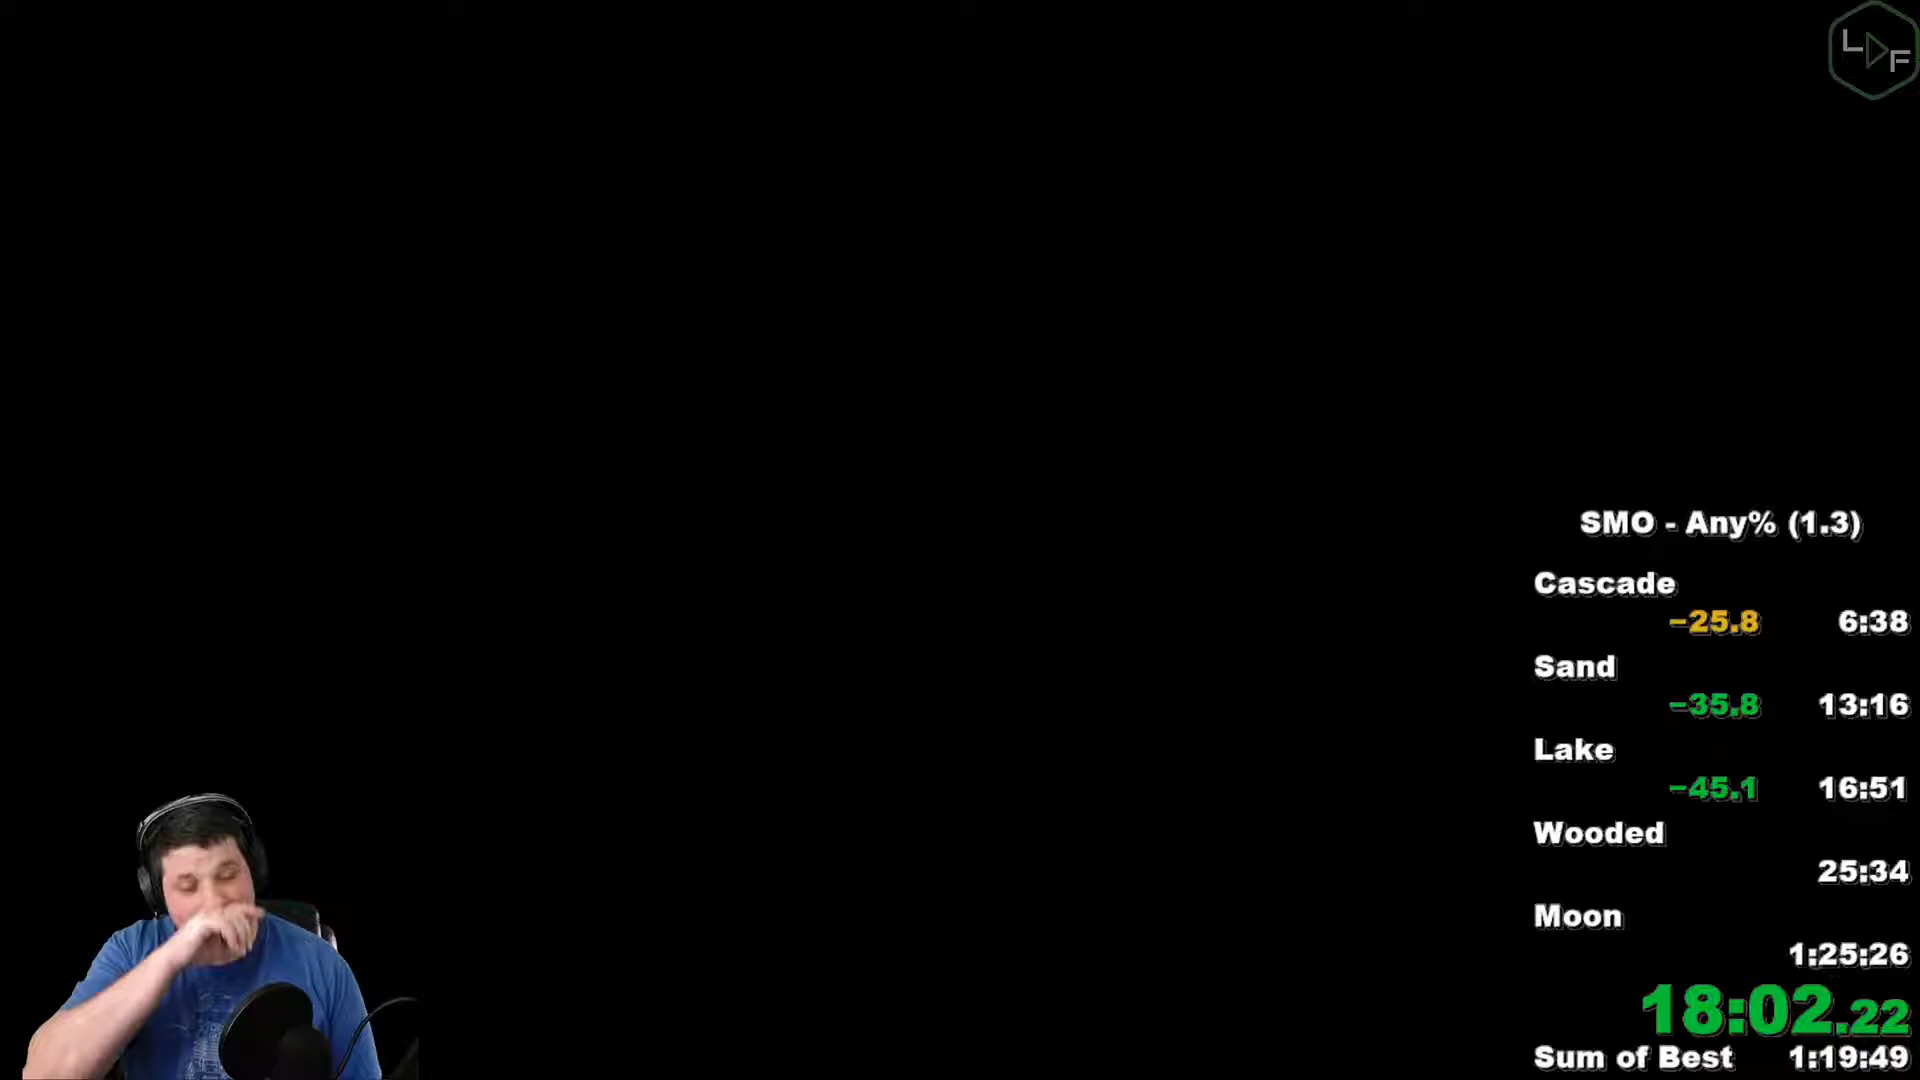 L F
SMO - Any% (1.3)
Cascade
-25.8 6:38
Sand
-35.8 13:16
Lake
-45.1 16:51
Wooded
25:34
Moon
1:25:26
18:02.22
Sum of Best 1:19:49